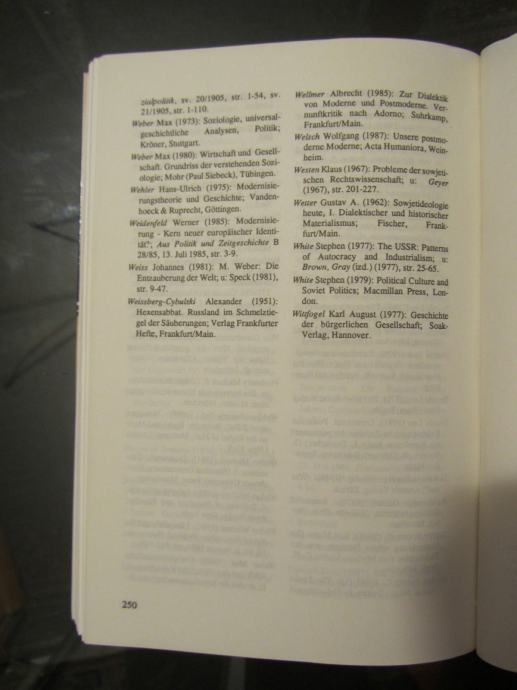 zialpolitik, sv. 20/1905, str. 1-54, sv.
21/1905, str. 1-110.
Weber Max (1973): Soziologie, universal-
geschichtliche Analysen, Politik;
Kröner, Stuttgart.
Weber Max (1980): Wirtschaft und Gesell-
schaft. Grundriss der verstehenden Sozi-
ologie; Mohr (Paul Siebeck), Tübingen.
Wehler Hans-Ulrich (1975): Modernisie-
rungstheorie und Geschichte; Vanden-
hoeck & Ruprecht, Göttingen.
Weidenfeld Werner (1985): Modernisie-
rung - Kern neuer europäischer Identi-
tät"; Aus Politik und Zeitgeschichte B
28/85, 13. Juli 1985, str. 3-9.
Weiss Johannes (1981): M. Weber: Die
Entzauberung der Welt; u: Speck (1981),
str. 9-47.
Weissberg-Cybulski Alexander (1951):
Hexensabbat. Russland im Schmelztie-
gel der Säuberungen; Verlag Frankfurter
Hefte, Frankfurt/Main.
Wellmer Albrecht (1985): Zur Dialektik
von Moderne und Postmoderne. Ver-
nunftkritik nach Adorno; Suhrkamp,
Frankfurt/Main.
Welsch Wolfgang (1987): Unsere postmo-
derne Moderne; Acta Humaniora, Wein-
heim.
Westen Klaus (1967): Probleme der sowjeti-
schen Rechtswissenschaft; u: Geyer
(1967), str. 201-227.
Wetter Gustav A. (1962): Sowjetideologie
heute, I. Dialektischer und historischer
Materialismus; Fischer, Frank-
furt/Main.
White Stephen (1977): The USSR: Patterns
of Autocracy and Industrialism; u:
Brown, Gray (izd.) (1977), str. 25-65.
White Stephen (1979): Political Culture and
Soviet Politics; Macmillan Press, Lon-
don.
Wittfogel Karl August (1977): Geschichte
der bürgerlichen Gesellschaft; Soak-
Verlag, Hannover.
250